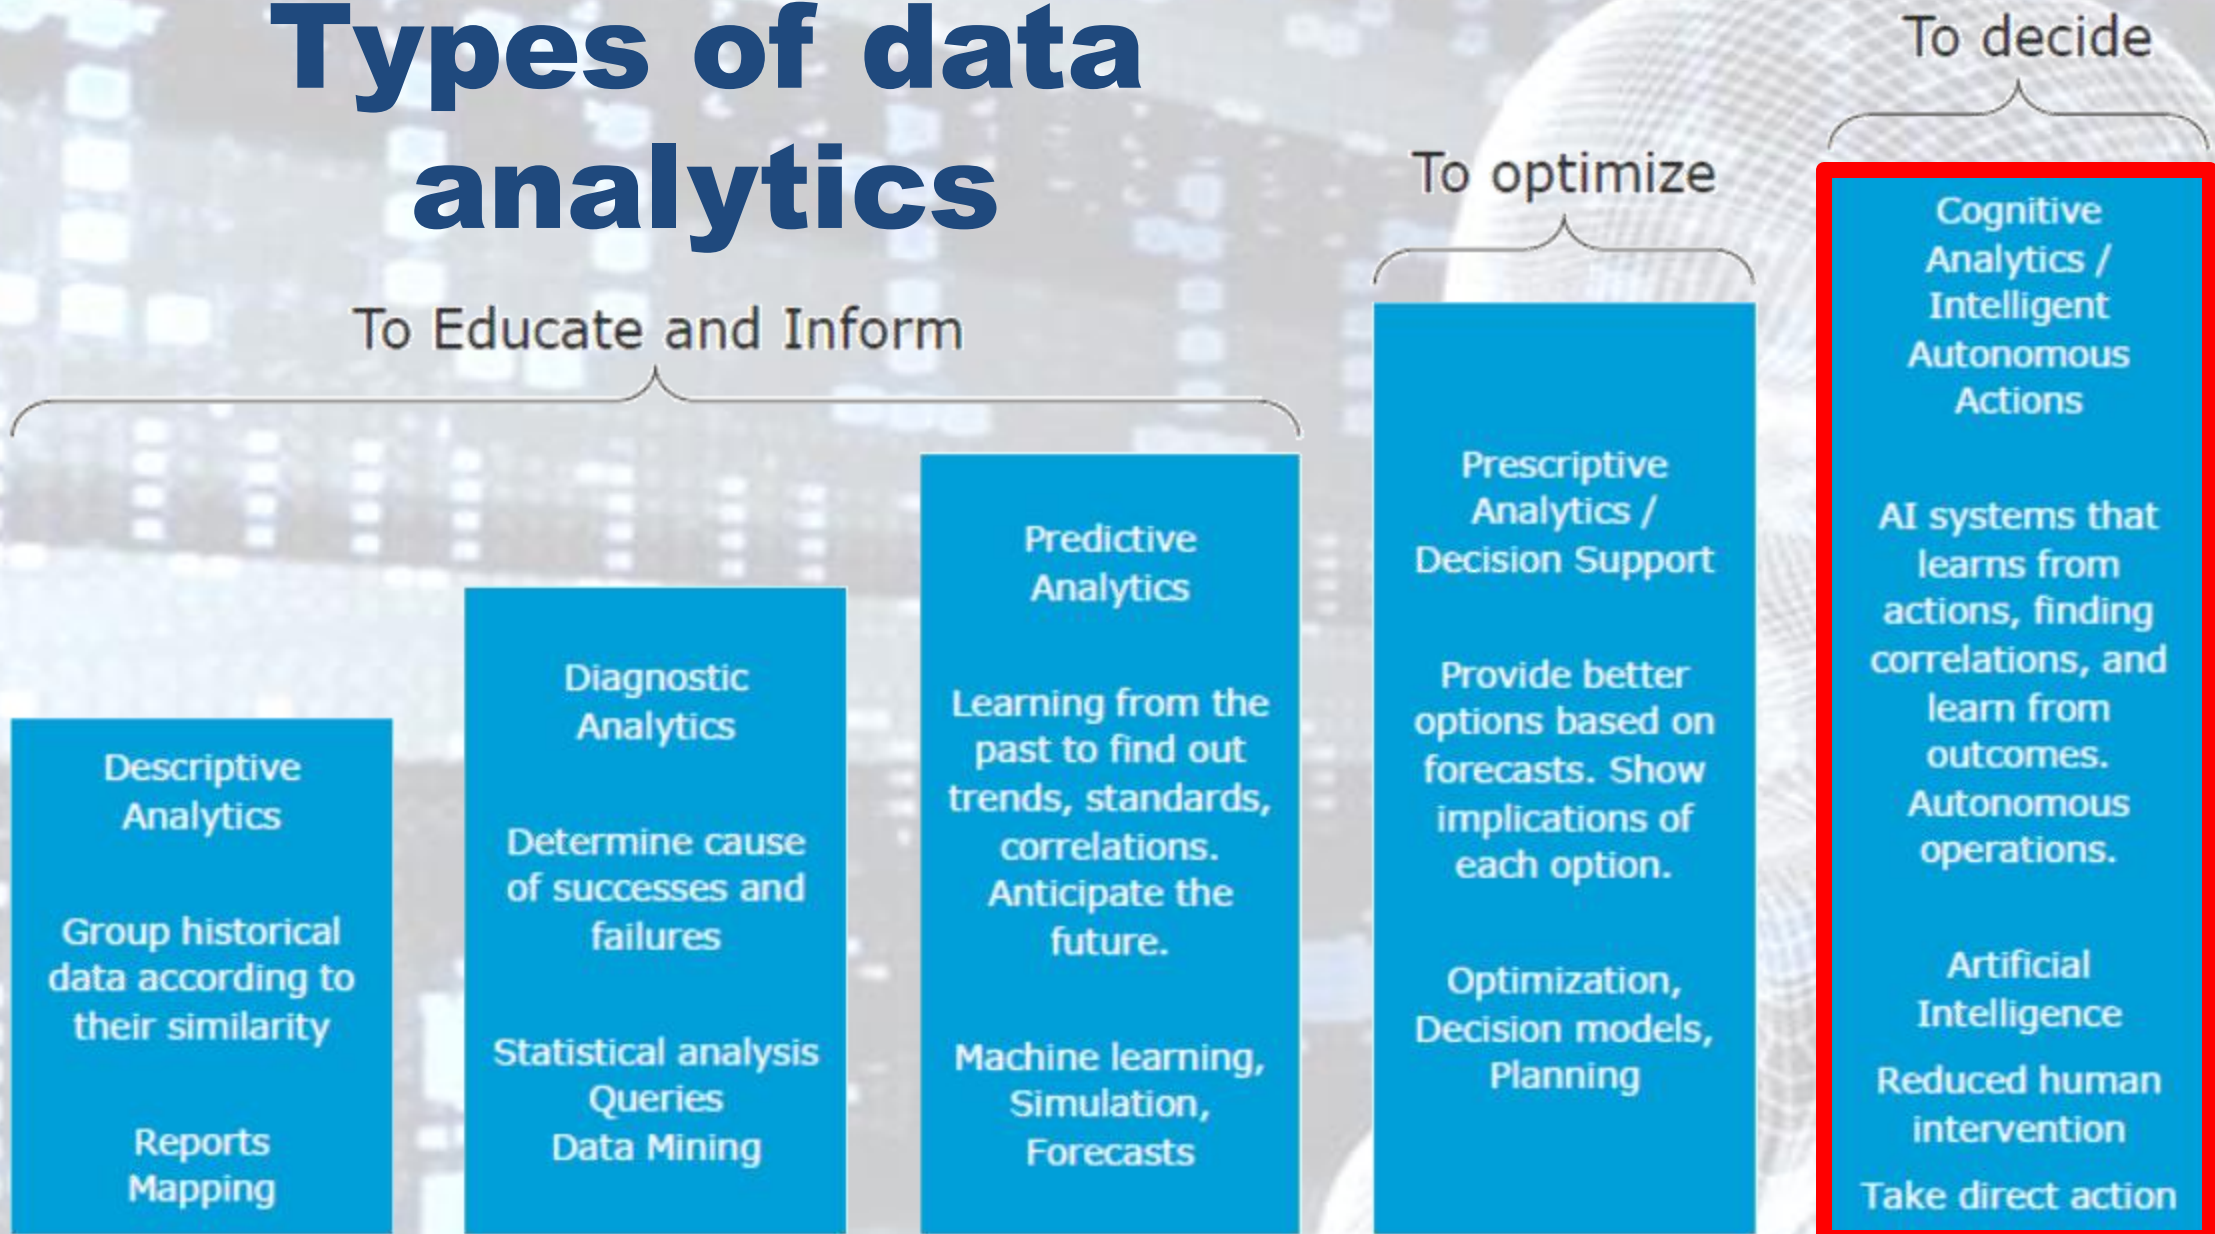 Types of data
analytics
To Educate and Inform
To optimize
To decide
Descriptive
Analytics
Group historical
data according to
their similarity
Reports
Mapping
Diagnostic
Analytics
Determine cause
of successes and
failures
Statistical analysis
Queries
Data Mining
Predictive
Analytics
Learning from the
past to find out
trends, standards,
correlations.
Anticipate the
future.
Machine learning,
Simulation,
Forecasts
Prescriptive
Analytics /
Decision Support
Provide better
options based on
forecasts. Show
implications of
each option.
Optimization,
Decision models,
Planning
Cognitive
Analytics /
Intelligent
Autonomous
Actions
AI systems that
learns from
actions, finding
correlations, and
learn from
outcomes.
Autonomous
operations.
Artificial
Intelligence
Reduced human
intervention
Take direct action